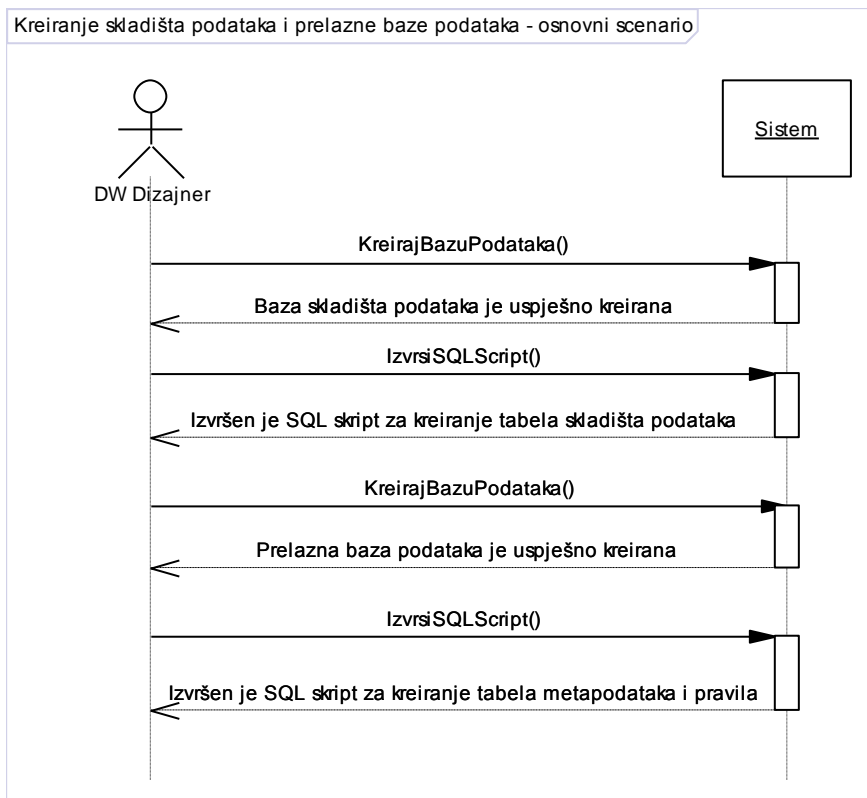 Kreiranje skladišta podataka i prelazne baze podataka - osnovni scenario
Sistem
DW Dizajner
KreirajBazuPodataka()
Baza skladišta podataka je uspješno kreirana
IzvrsiSQLScript()
Izvršen je SQL skript za kreiranje tabela skladišta podataka
KreirajBazuPodataka()
Prelazna baza podataka je uspješno kreirana
IzvrsiSQLScript()
Izvršen je SQL skript za kreiranje tabela metapodataka i pravila